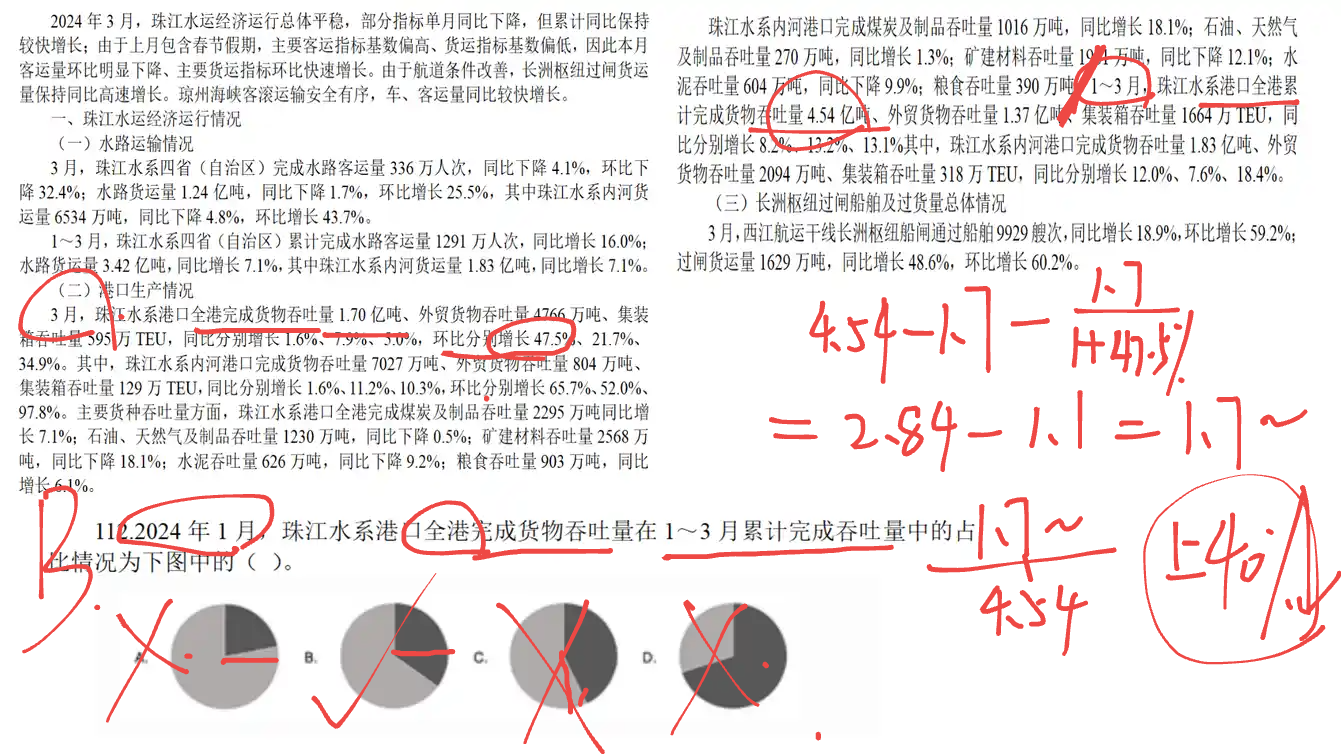 2024 年 3 月，珠江水运经济运行总体平稳，部分指标单月同比下降，但累计同比保持
较快增长；由于上月包含春节假期，主要客运指标基数偏高、货运指标基数偏低，因此本月
客运量环比明显下降、主要货运指标环比快速增长。由于航道条件改善，长洲枢纽过闸货运
量保持同比高速增长。琼州海峡客滚运输安全有序，车、客运量同比较快增长。
一、珠江水运经济运行情况
（一）水路运输情况
3 月，珠江水系四省（自治区）完成水路客运量 336 万人次，同比下降 4.1%，环比下
降 32.4%；水路货运量 1.24 亿吨，同比下降 1.7%，环比增长 25.5%，其中珠江水系内河货
运量 6534 万吨，同比下降 4.8%，环比增长 43.7%。
1～3 月，珠江水系四省（自治区）累计完成水路客运量 1291 万人次，同比增长 16.0%；
水路货运量 3.42 亿吨，同比增长 7.1%，其中珠江水系内河货运量 1.83 亿吨，同比增长 7.1%。
（二）港口生产情况
3 月，珠江水系港口全港完成货物吞吐量 1.70 亿吨、外贸货物吞吐量 4766 万吨、集装
箱吞吐量 595 万 TEU，同比分别增长 1.6%、7.9%、5.0%，环比分别增长 47.5%、21.7%、
34.9%。其中，珠江水系内河港口完成货物吞吐量 7027 万吨、外贸货物吞吐量 804 万吨、
集装箱吞吐量 129 万 TEU，同比分别增长 1.6%、11.2%、10.3%，环比分别增长 65.7%、52.0%、
97.8%。主要货种吞吐量方面，珠江水系港口全港完成煤炭及制品吞吐量 2295 万吨同比增
长 7.1%；石油、天然气及制品吞吐量 1230 万吨，同比下降 0.5%；矿建材料吞吐量 2568 万
吨，同比下降 18.1%；水泥吞吐量 626 万吨，同比下降 9.2%；粮食吞吐量 903 万吨，同比
增长 6.1%。
珠江水系内河港口完成煤炭及制品吞吐量 1016 万吨，同比增长 18.1%；石油、天然气
及制品吞吐量 270 万吨，同比增长 1.3%；矿建材料吞吐量 万吨，同比下降 12.1%；水
泥吞吐量 604 万吨，同比下降 9.9%；粮食吞吐量 390 万吨 1～3 月，珠江水系港口全港累
计完成货物吞吐量 4.54 亿吨、外贸货物吞吐量 1.37 亿吨、集装箱吞吐量 1664 万 TEU，同
比分别增长 8.2%、13.2%、13.1%其中，珠江水系内河港口完成货物吞吐量 1.83 亿吨、外贸
货物吞吐量 2094 万吨、集装箱吞吐量 318 万 TEU，同比分别增长 12.0%、7.6%、18.4%。
（三）长洲枢纽过闸船舶及过货量总体情况
3 月，西江航运干线长洲枢纽船闸通过船舶 9929 艘次，同比增长 18.9%，环比增长 59.2%；
过闸货运量 1629 万吨，同比增长 48.6%，环比增长 60.2%。
4.54-1.7-
1.7
1+47.5%
=2.84-1.1=1.7~
1.7~
4.54
1-40%↓
B
112.2024 年 1 月，珠江水系港口全港完成货物吞吐量在 1～3 月累计完成吞吐量中的占
比情况为下图中的（ ）。
A. B. C. D.